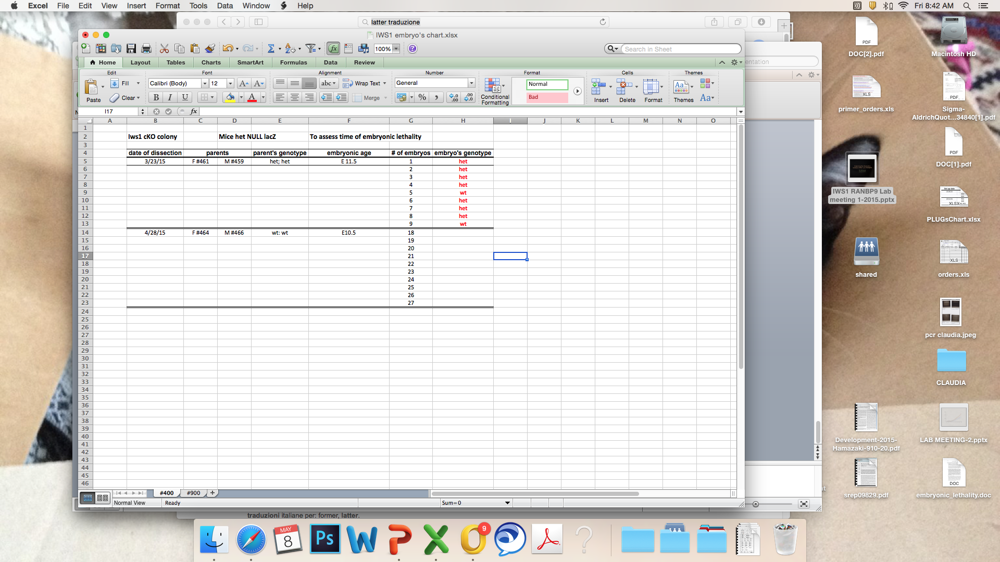 Excel File Edit View Insert Format Tools Data Window Help Fri 8:42 AM
latter traduzione
IWS1 embryo's chart.xlsx
100%
Search in Sheet
Home Layout Tables Charts SmartArt Formulas Data Review
Edit Font Alignment Number Format Cells Themes
Paste Fill Clear
Calibri (Body) 12
B I U
abc Wrap Text
Merge
General
Conditional Formatting
Normal
Bad
Insert Delete Format Themes Aa
I17 fx
A B C D E F G H I J K L M N O
1
2 Iws1 cKO colony Mice het NULL lacZ To assess time of embryonic lethality
3
4 date of dissection parents parent's genotype embryonic age # of embryos embryo's genotype
5 3/23/15 F #461 M #459 het; het E 11.5 1 het
6 2 het
7 3 het
8 4 het
9 5 wt
10 6 het
11 7 het
12 8 het
13 9 wt
14 4/28/15 F #464 M #466 wt: wt E10.5 18
15 19
16 20
17 21
18 22
19 23
20 24
21 25
22 26
23 27
24
25
26
27
28
29
30
31
32
33
34
35
36
37
38
39
40
41
42
43
44
45
46
#400 #900
Normal View Ready Sum=0
traduzioni italiane per: former, latter.
entation
PDF
DOC[2].pdf
Macintosh HD
XLS
primer_orders.xls
PDF
Sigma-
AldrichQuot...34840[1].pdf
PDF
DOC[1].pdf
IWS1 RANBP9 Lab
meeting 1-2015.pptx
XLSX
PLUGsChart.xlsx
shared
XLS
orders.xls
pcr claudia.jpeg
CLAUDIA
Development-2015-
Hamazaki-910-20.pdf
LAB MEETING-2.pptx
srep09829.pdf
DOC
embryonic_lethality.doc
MAY
8
Ps
9